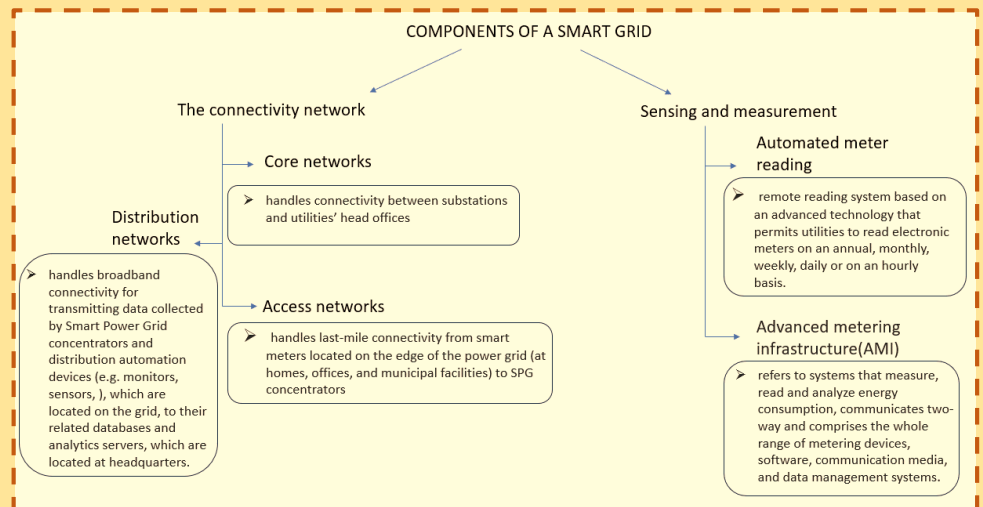 COMPONENTS OF A SMART GRID
The connectivity network
Core networks
➢ handles connectivity between substations
and utilities' head offices
Distribution
networks
➢ handles broadband
connectivity for
transmitting data collected
by Smart Power Grid
concentrators and
distribution automation
devices (e.g. monitors,
sensors, ), which are
located on the grid, to their
related databases and
analytics servers, which are
located at headquarters.
Access networks
➢ handles last-mile connectivity from smart
meters located on the edge of the power grid (at
homes, offices, and municipal facilities) to SPG
concentrators
Sensing and measurement
Automated meter
reading
➢ remote reading system based on
an advanced technology that
permits utilities to read electronic
meters on an annual, monthly,
weekly, daily or on an hourly
basis.
Advanced metering
infrastructure(AMI)
➢ refers to systems that measure,
read and analyze energy
consumption, communicates two-
way and comprises the whole
range of metering devices,
software, communication media,
and data management systems.